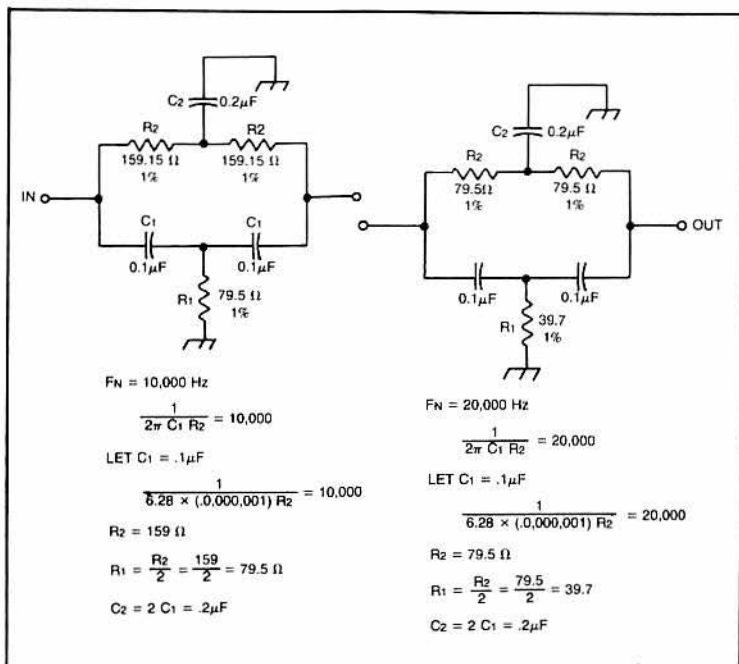 C2 0.2µF
R2 R2
159.15 Ω 159.15 Ω
1% 1%
IN
C1 C1
0.1µF 0.1µF
R1 79.5 Ω
1%
FN = 10,000 Hz
1 / 2π C1 R2 = 10,000
LET C1 = .1µF
1 / 6.28 × (.0,000,001) R2 = 10,000
R2 = 159 Ω
R1 = R2 / 2 = 159 / 2 = 79.5 Ω
C2 = 2 C1 = .2µF
C2 0.2µF
R2 R2
79.5Ω 79.5 Ω
1% 1%
OUT
0.1µF 0.1µF
R1 39.7
1%
FN = 20,000 Hz
1 / 2π C1 R2 = 20,000
LET C1 = .1µF
1 / 6.28 × (.0,000,001) R2 = 20,000
R2 = 79.5 Ω
R1 = R2 / 2 = 79.5 / 2 = 39.7
C2 = 2 C1 = .2µF